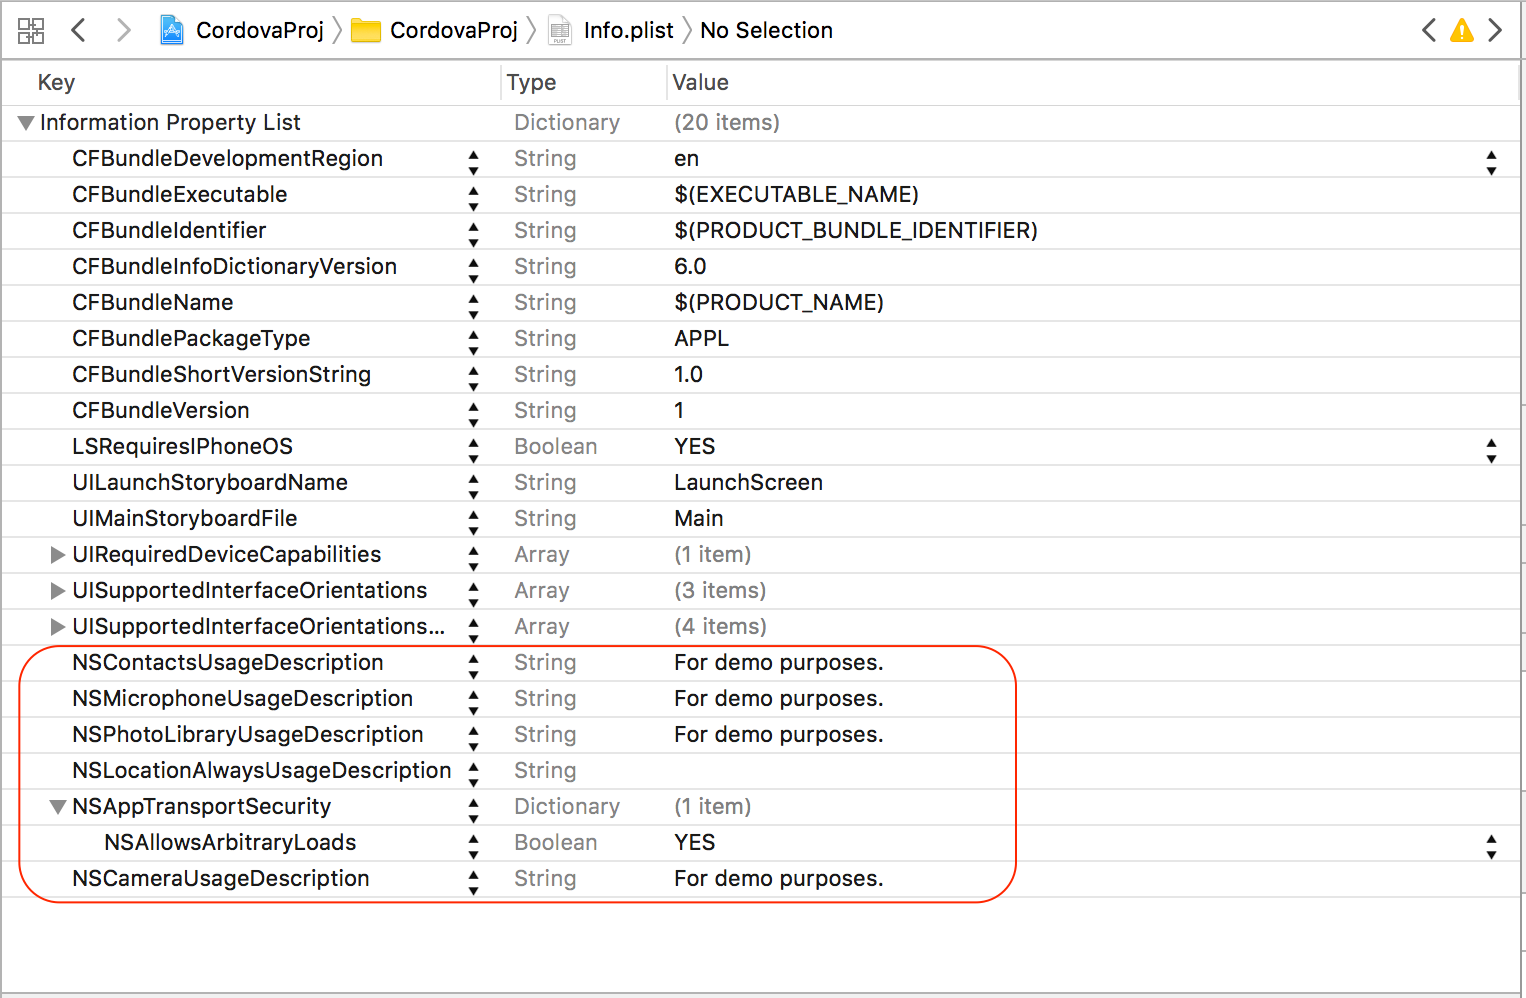 CordovaProj CordovaProj Info.plist No Selection
Key Type Value
Information Property List Dictionary (20 items)
CFBundleDevelopmentRegion String en
CFBundleExecutable String $(EXECUTABLE_NAME)
CFBundleIdentifier String $(PRODUCT_BUNDLE_IDENTIFIER)
CFBundleInfoDictionaryVersion String 6.0
CFBundleName String $(PRODUCT_NAME)
CFBundlePackageType String APPL
CFBundleShortVersionString String 1.0
CFBundleVersion String 1
LSRequiresIPhoneOS Boolean YES
UILaunchStoryboardName String LaunchScreen
UIMainStoryboardFile String Main
UIRequiredDeviceCapabilities Array (1 item)
UISupportedInterfaceOrientations Array (3 items)
UISupportedInterfaceOrientations... Array (4 items)
NSContactsUsageDescription String For demo purposes.
NSMicrophoneUsageDescription String For demo purposes.
NSPhotoLibraryUsageDescription String For demo purposes.
NSLocationAlwaysUsageDescription String
NSAppTransportSecurity Dictionary (1 item)
NSAllowsArbitraryLoads Boolean YES
NSCameraUsageDescription String For demo purposes.